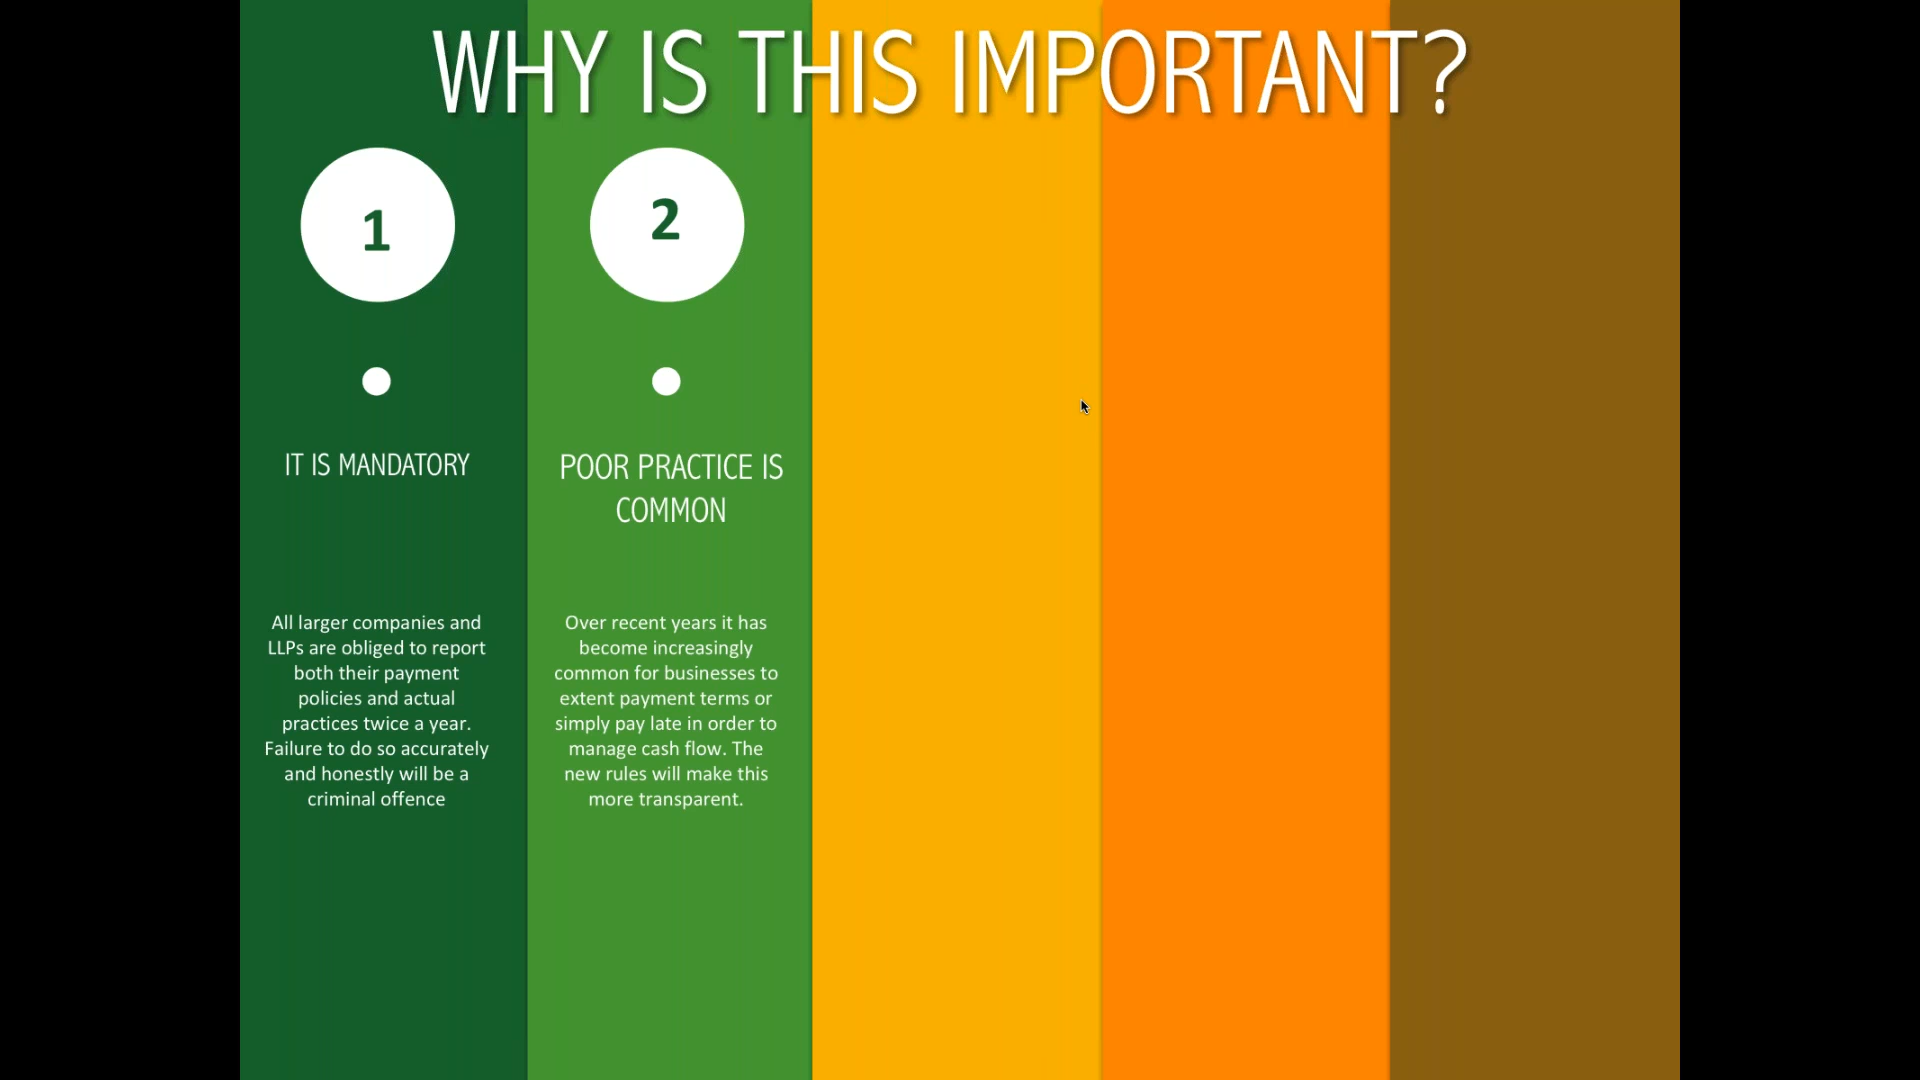 WHY IS THIS IMPORTANT?
1
IT IS MANDATORY
All larger companies and
LLPs are obliged to report
both their payment
policies and actual
practices twice a year.
Failure to do so accurately
and honestly will be a
criminal offence
2
POOR PRACTICE IS
COMMON
Over recent years it has
become increasingly
common for businesses to
extent payment terms or
simply pay late in order to
manage cash flow. The
new rules will make this
more transparent.